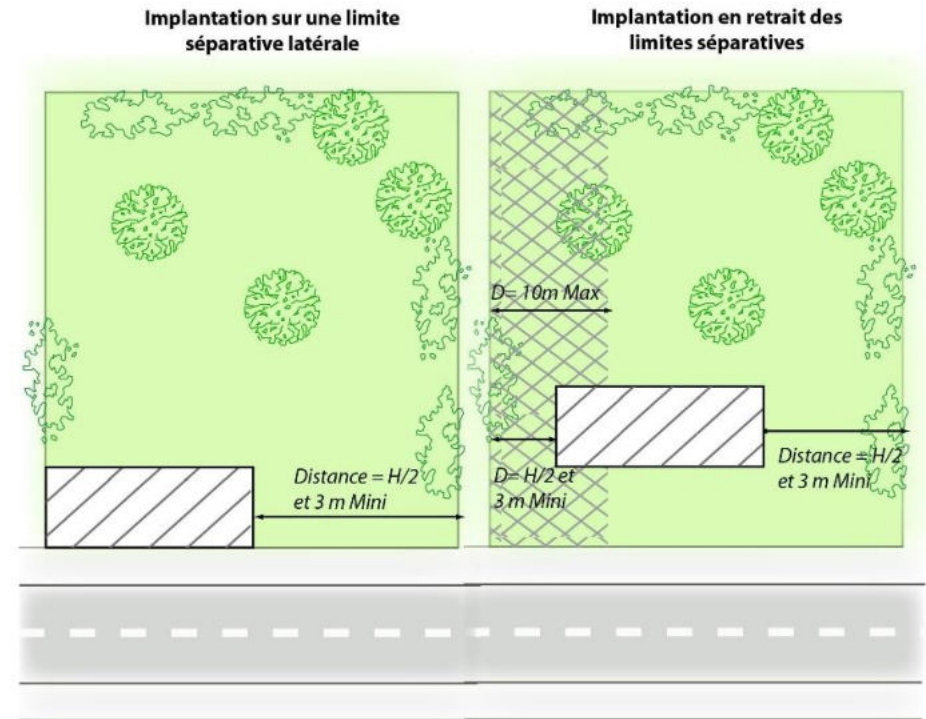 Implantation sur une limite
séparative latérale
Implantation en retrait des
limites séparatives
D= 10m Max
Distance = H/2
et 3 m Mini
D= H/2 et
3 m Mini
Distance = H/2
et 3 m Mini